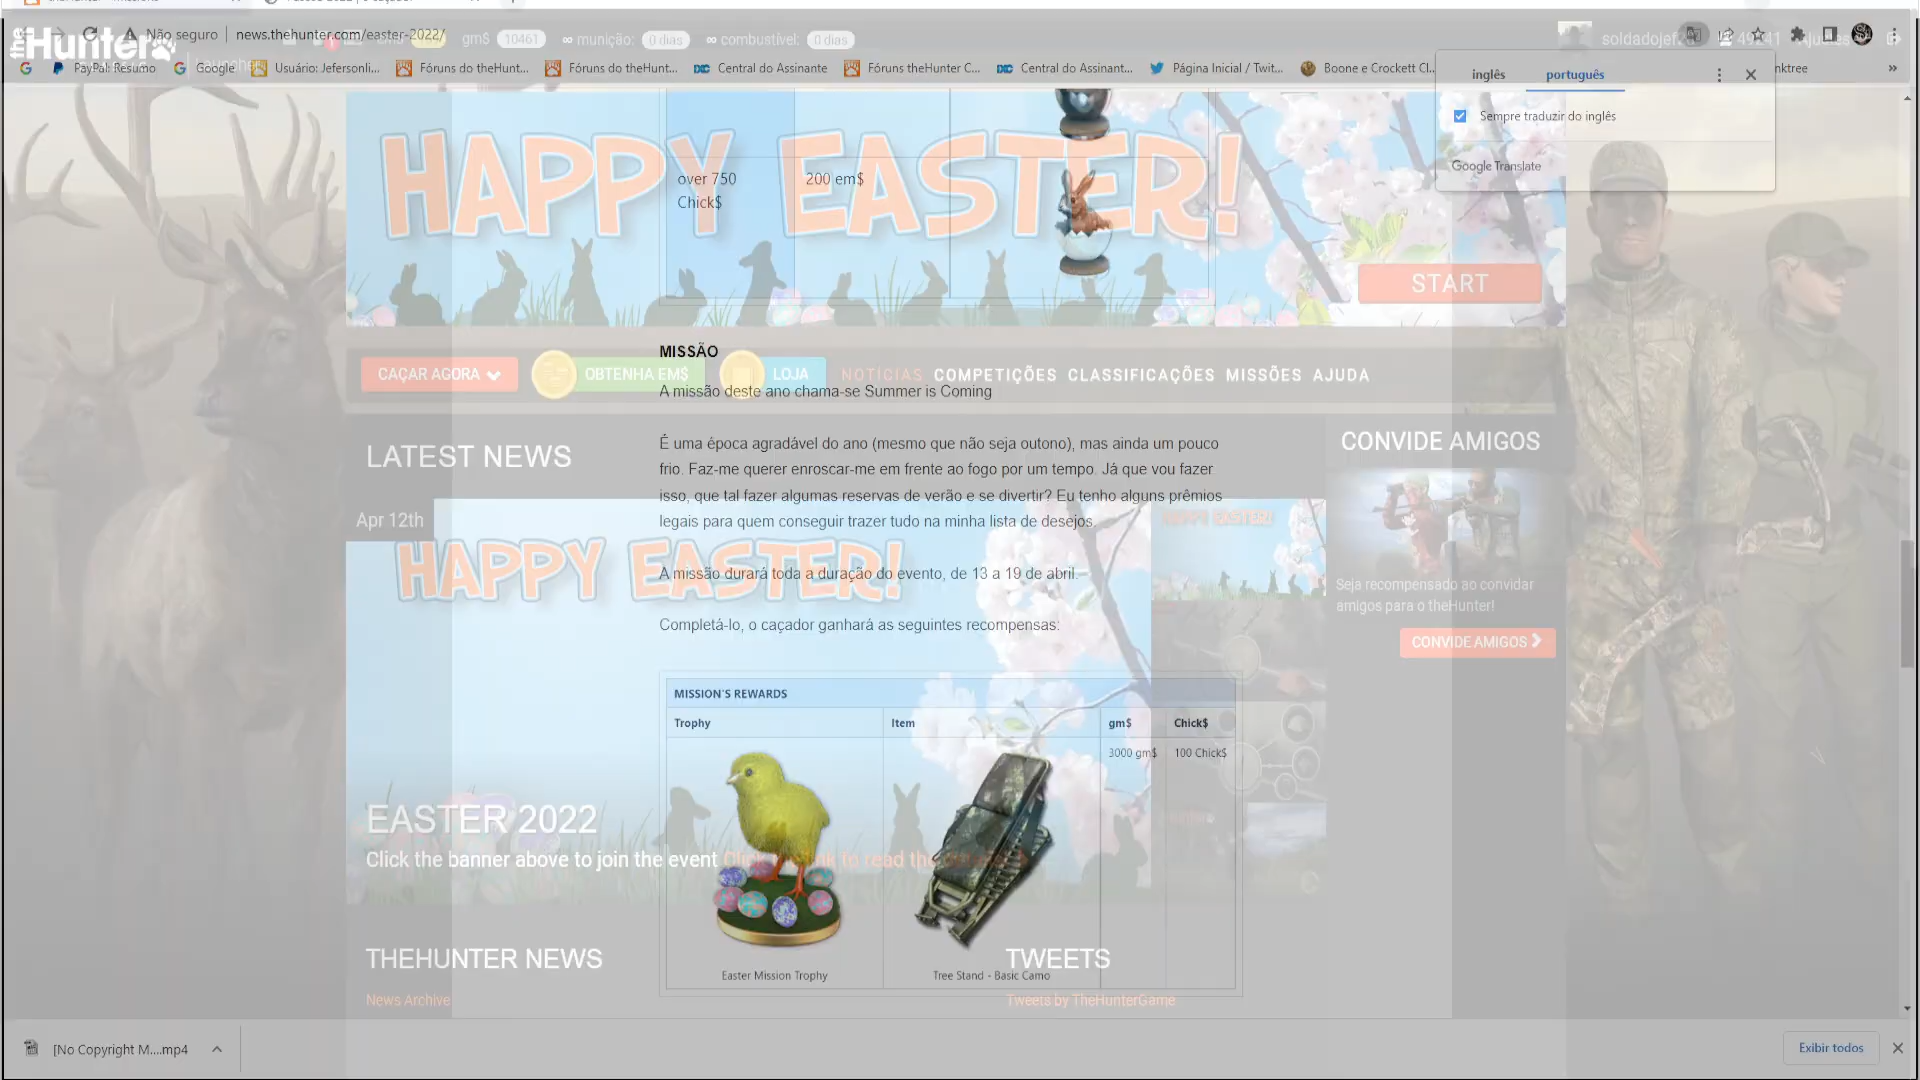 theHunter
Não seguro
news.thehunter.com/easter-2022/
gm$ 10461
∞ munição: 0 dias
∞ combustível: 0 dias
PayPal: Resumo
Google
Usuário: Jefersonli...
Fóruns do theHunt...
Fóruns do theHunt...
Central do Assinante
Fóruns theHunter C...
Central do Assinant...
Página Inicial / Twit...
Boone e Crockett Cl...
»
inglês
português
Sempre traduzir do inglês
Google Translate
HAPPY EASTER!
over 750
Chick$
200 em$
START
MISSÃO
CAÇAR AGORA
OBTENHA EM$
LOJA
NOTÍCIAS
COMPETIÇÕES
CLASSIFICAÇÕES
MISSÕES
AJUDA
A missão deste ano chama-se Summer is Coming
LATEST NEWS
É uma época agradável do ano (mesmo que não seja outono), mas ainda um pouco
frio. Faz-me querer enroscar-me em frente ao fogo por um tempo. Já que vou fazer
isso, que tal fazer algumas reservas de verão e se divertir? Eu tenho alguns prêmios
legais para quem conseguir trazer tudo na minha lista de desejos.
CONVIDE AMIGOS
Apr 12th
HAPPY EASTER!
HAPPY EASTER!
A missão durará toda a duração do evento, de 13 a 19 de abril.
Seja recompensado ao convidar
amigos para o theHunter!
CONVIDE AMIGOS
Completá-lo, o caçador ganhará as seguintes recompensas:
MISSION'S REWARDS
Trophy
Item
gm$
Chick$
3000 gm$
100 Chick$
EASTER 2022
Click the banner above to join the event
Easter Mission Trophy
Tree Stand - Basic Camo
THEHUNTER NEWS
TWEETS
News Archive
Tweets by TheHunterGame
[No Copyright M....mp4
Exibir todos